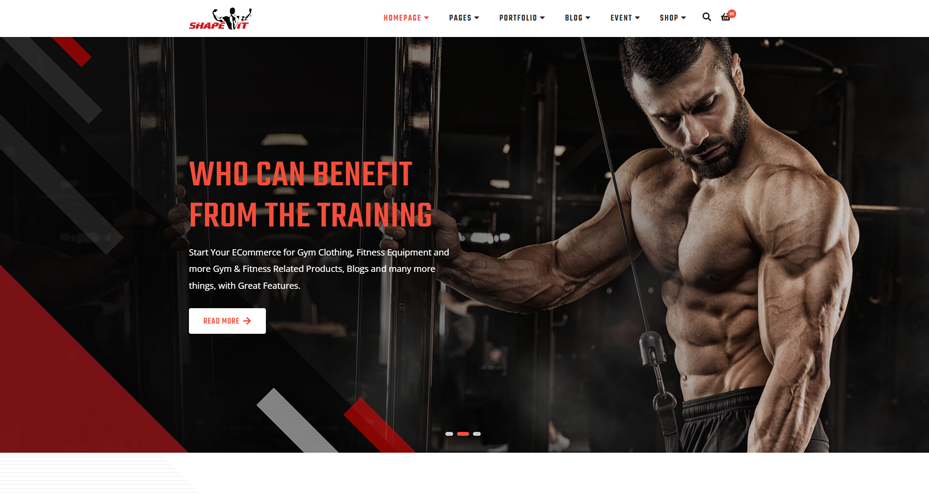 SHAPE IT
HOMEPAGE PAGES PORTFOLIO BLOG EVENT SHOP
WHO CAN BENEFIT
FROM THE TRAINING
Start Your ECommerce for Gym Clothing, Fitness Equipment and
more Gym & Fitness Related Products, Blogs and many more
things, with Great Features.
READ MORE